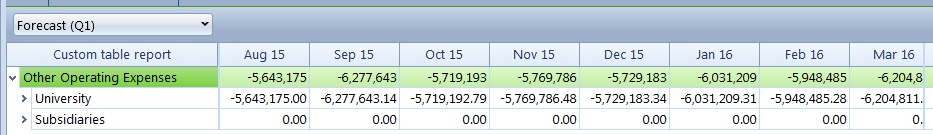 Forecast (Q1)
Custom table report Aug 15 Sep 15 Oct 15 Nov 15 Dec 15 Jan 16 Feb 16 Mar 16
Other Operating Expenses -5,643,175 -6,277,643 -5,719,193 -5,769,786 -5,729,183 -6,031,209 -5,948,485 -6,204,8
University -5,643,175.00 -6,277,643.14 -5,719,192.79 -5,769,786.48 -5,729,183.34 -6,031,209.31 -5,948,485.28 -6,204,811.
Subsidiaries 0.00 0.00 0.00 0.00 0.00 0.00 0.00 0.